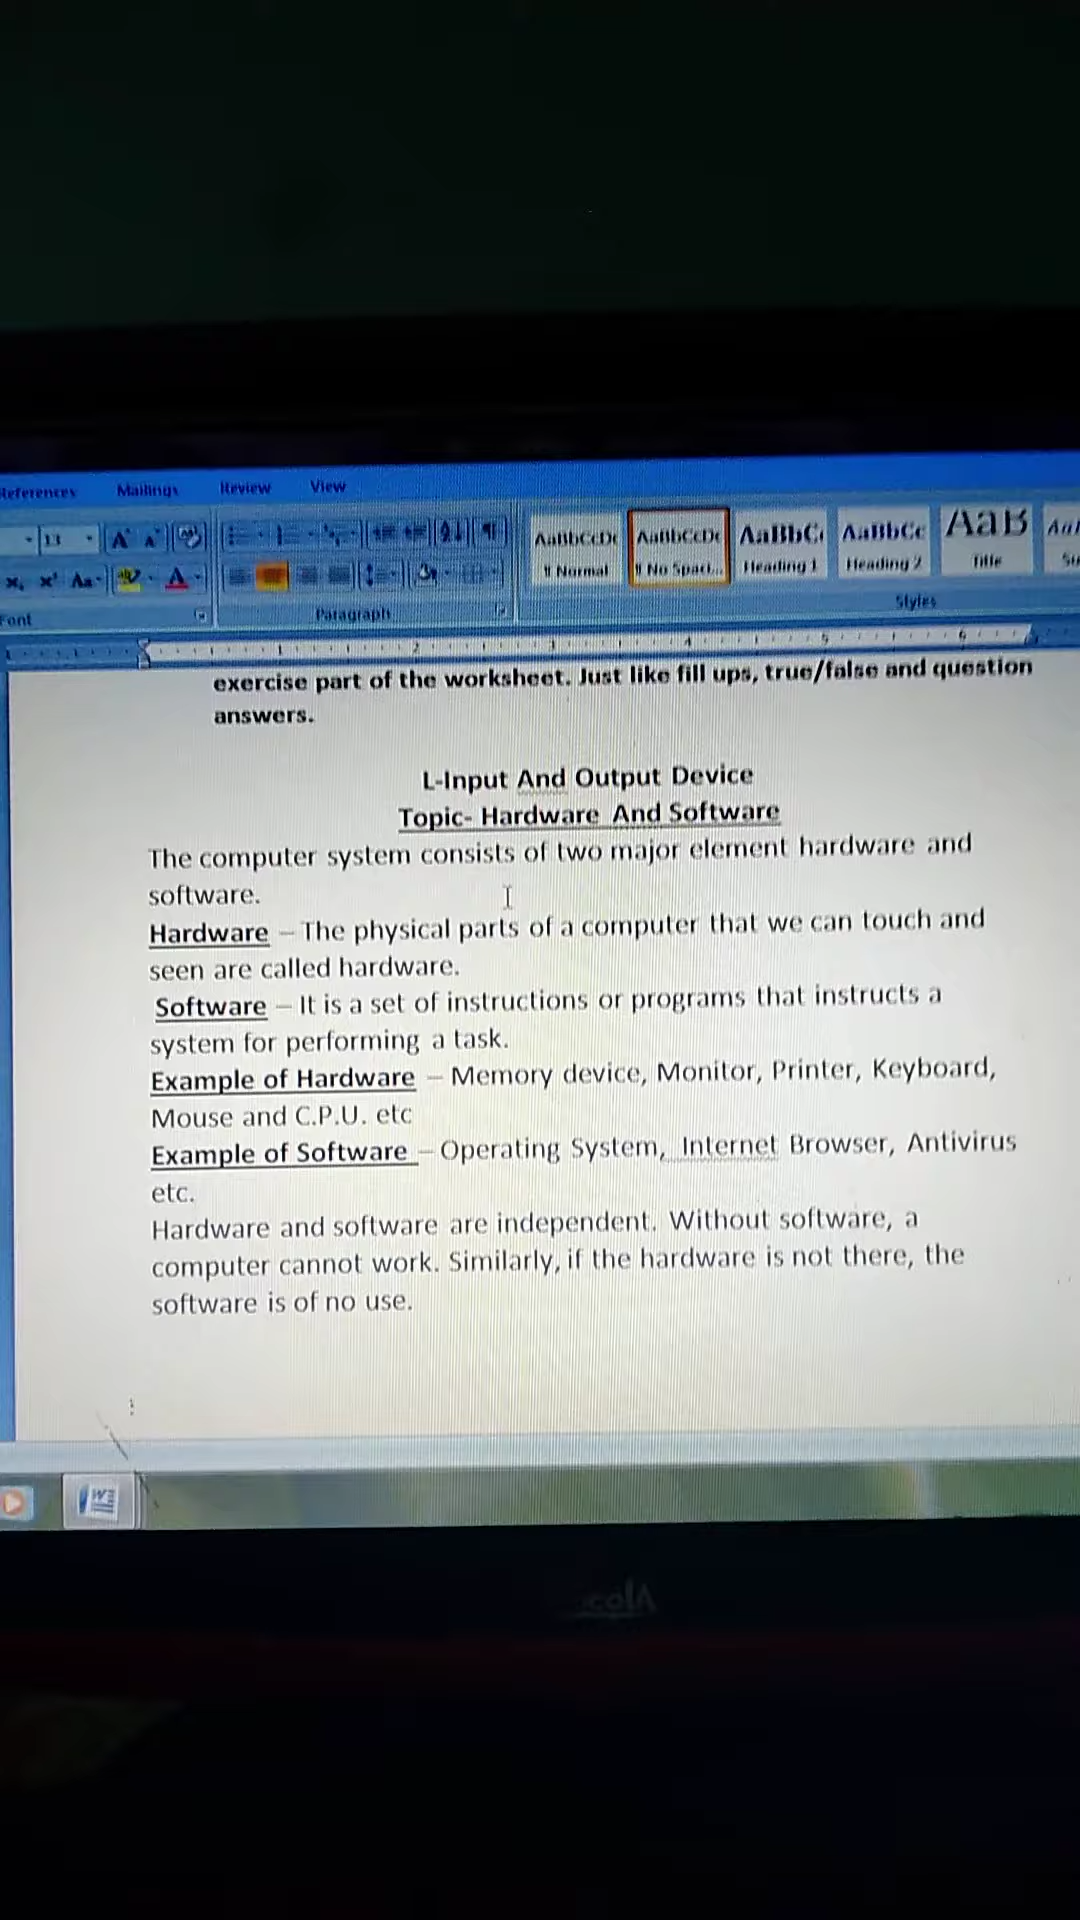 References Mailings Review View
13
Font Paragraph Styles
Normal No Spaci... Heading 1 Heading 2 Title
exercise part of the worksheet. Just like fill ups, true/false and question
answers.
L-Input And Output Device
Topic- Hardware And Software
The computer system consists of two major element hardware and
software.
Hardware – The physical parts of a computer that we can touch and
seen are called hardware.
Software – It is a set of instructions or programs that instructs a
system for performing a task.
Example of Hardware – Memory device, Monitor, Printer, Keyboard,
Mouse and C.P.U. etc
Example of Software – Operating System, Internet Browser, Antivirus
etc.
Hardware and software are independent. Without software, a
computer cannot work. Similarly, if the hardware is not there, the
software is of no use.